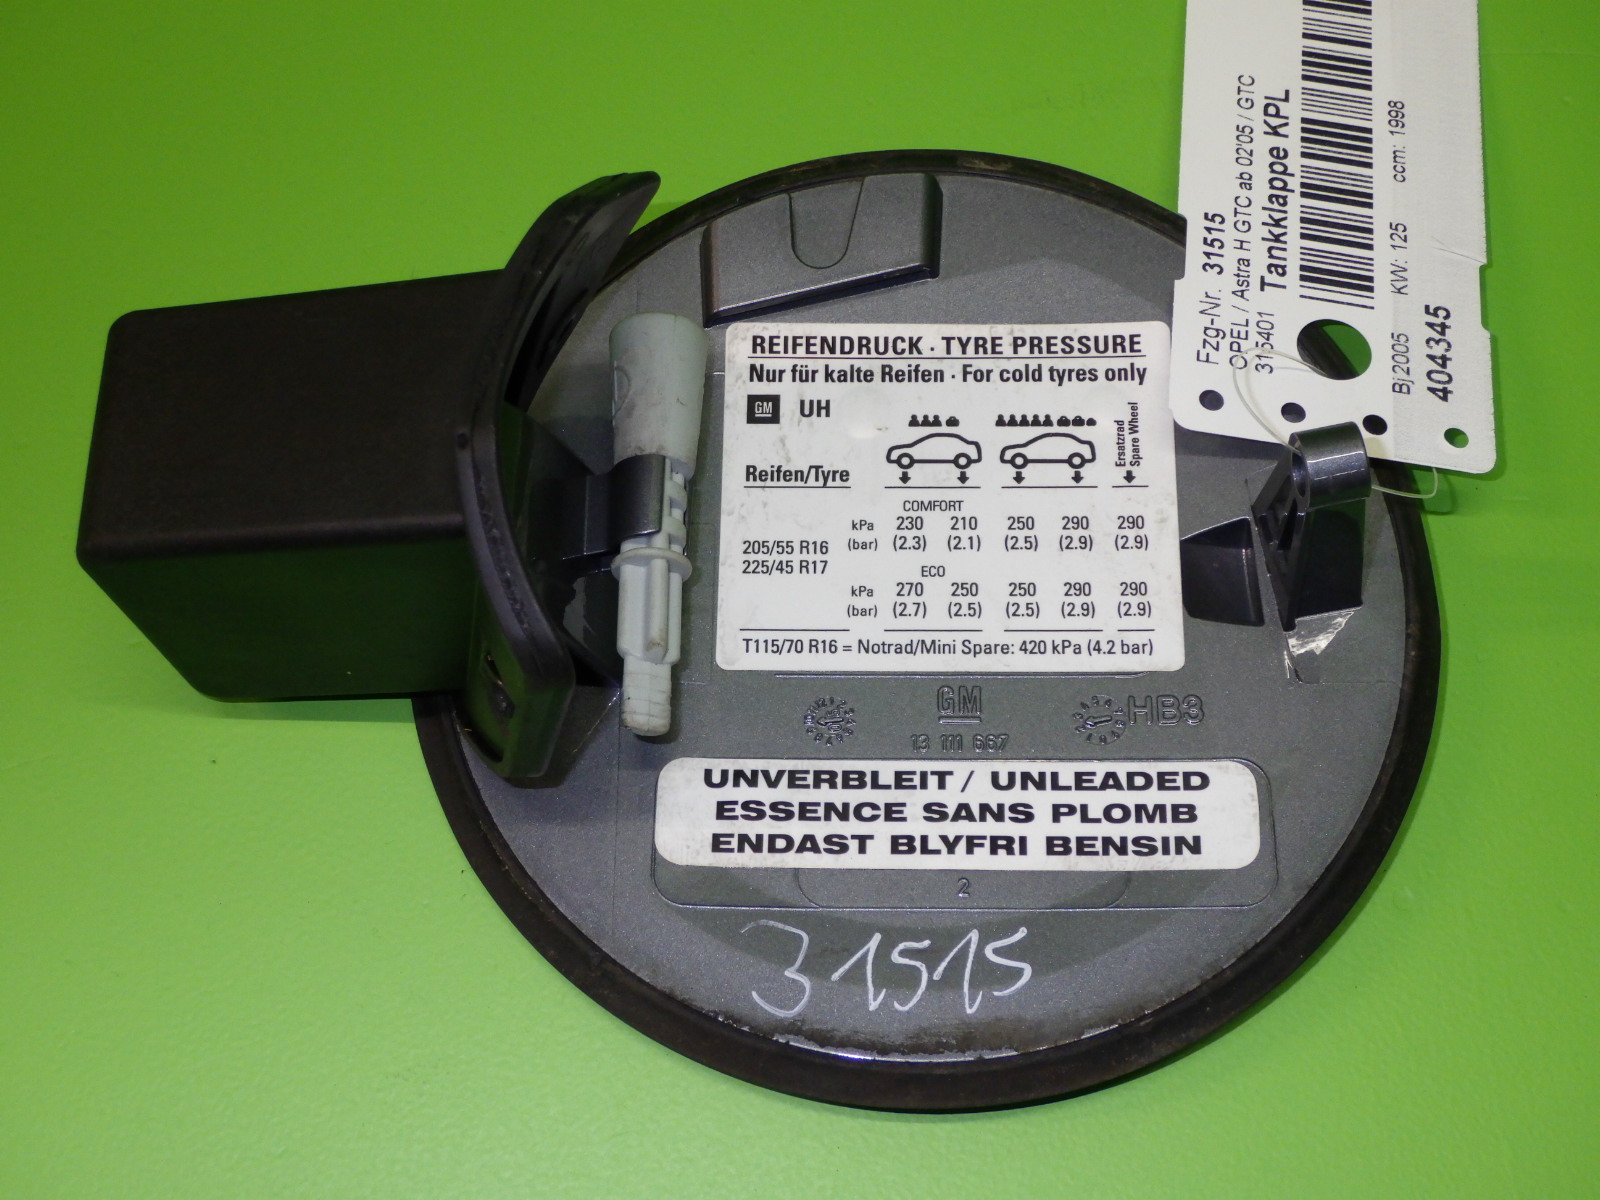 Fzg-Nr. 31515
OPEL / Astra H GTC ab 02'05 / GTC
315401 Tankklappe KPL
Bj2005 KW: 125 ccm: 1998
404345
REIFENDRUCK · TYRE PRESSURE
Nur für kalte Reifen · For cold tyres only
GM UH
Ersatzrad
Spare Wheel
Reifen/Tyre
COMFORT
kPa 230 210 250 290 290
205/55 R16 (bar) (2.3) (2.1) (2.5) (2.9) (2.9)
225/45 R17
ECO
kPa 270 250 250 290 290
(bar) (2.7) (2.5) (2.5) (2.9) (2.9)
T115/70 R16 = Notrad/Mini Spare: 420 kPa (4.2 bar)
GM
HB3
13 111 667
UNVERBLEIT / UNLEADED
ESSENCE SANS PLOMB
ENDAST BLYFRI BENSIN
2
31515